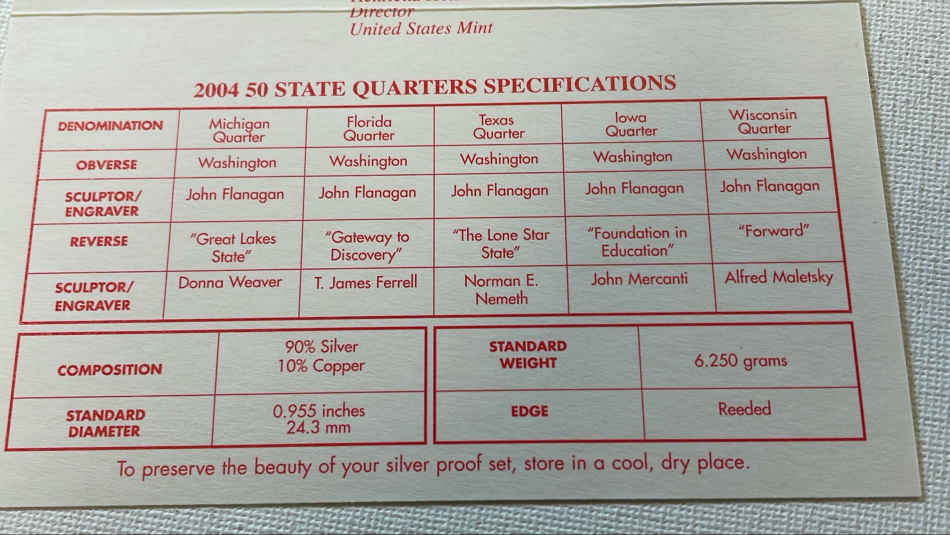 Director
United States Mint
2004 50 STATE QUARTERS SPECIFICATIONS
DENOMINATION
Michigan
Quarter
Florida
Quarter
Texas
Quarter
Iowa
Quarter
Wisconsin
Quarter
OBVERSE
Washington
Washington
Washington
Washington
Washington
SCULPTOR/
ENGRAVER
John Flanagan
John Flanagan
John Flanagan
John Flanagan
John Flanagan
REVERSE
“Great Lakes
State”
“Gateway to
Discovery”
“The Lone Star
State”
“Foundation in
Education”
“Forward”
SCULPTOR/
ENGRAVER
Donna Weaver
T. James Ferrell
Norman E.
Nemeth
John Mercanti
Alfred Maletsky
COMPOSITION
90% Silver
10% Copper
STANDARD
DIAMETER
0.955 inches
24.3 mm
STANDARD
WEIGHT
6.250 grams
EDGE
Reeded
To preserve the beauty of your silver proof set, store in a cool, dry place.